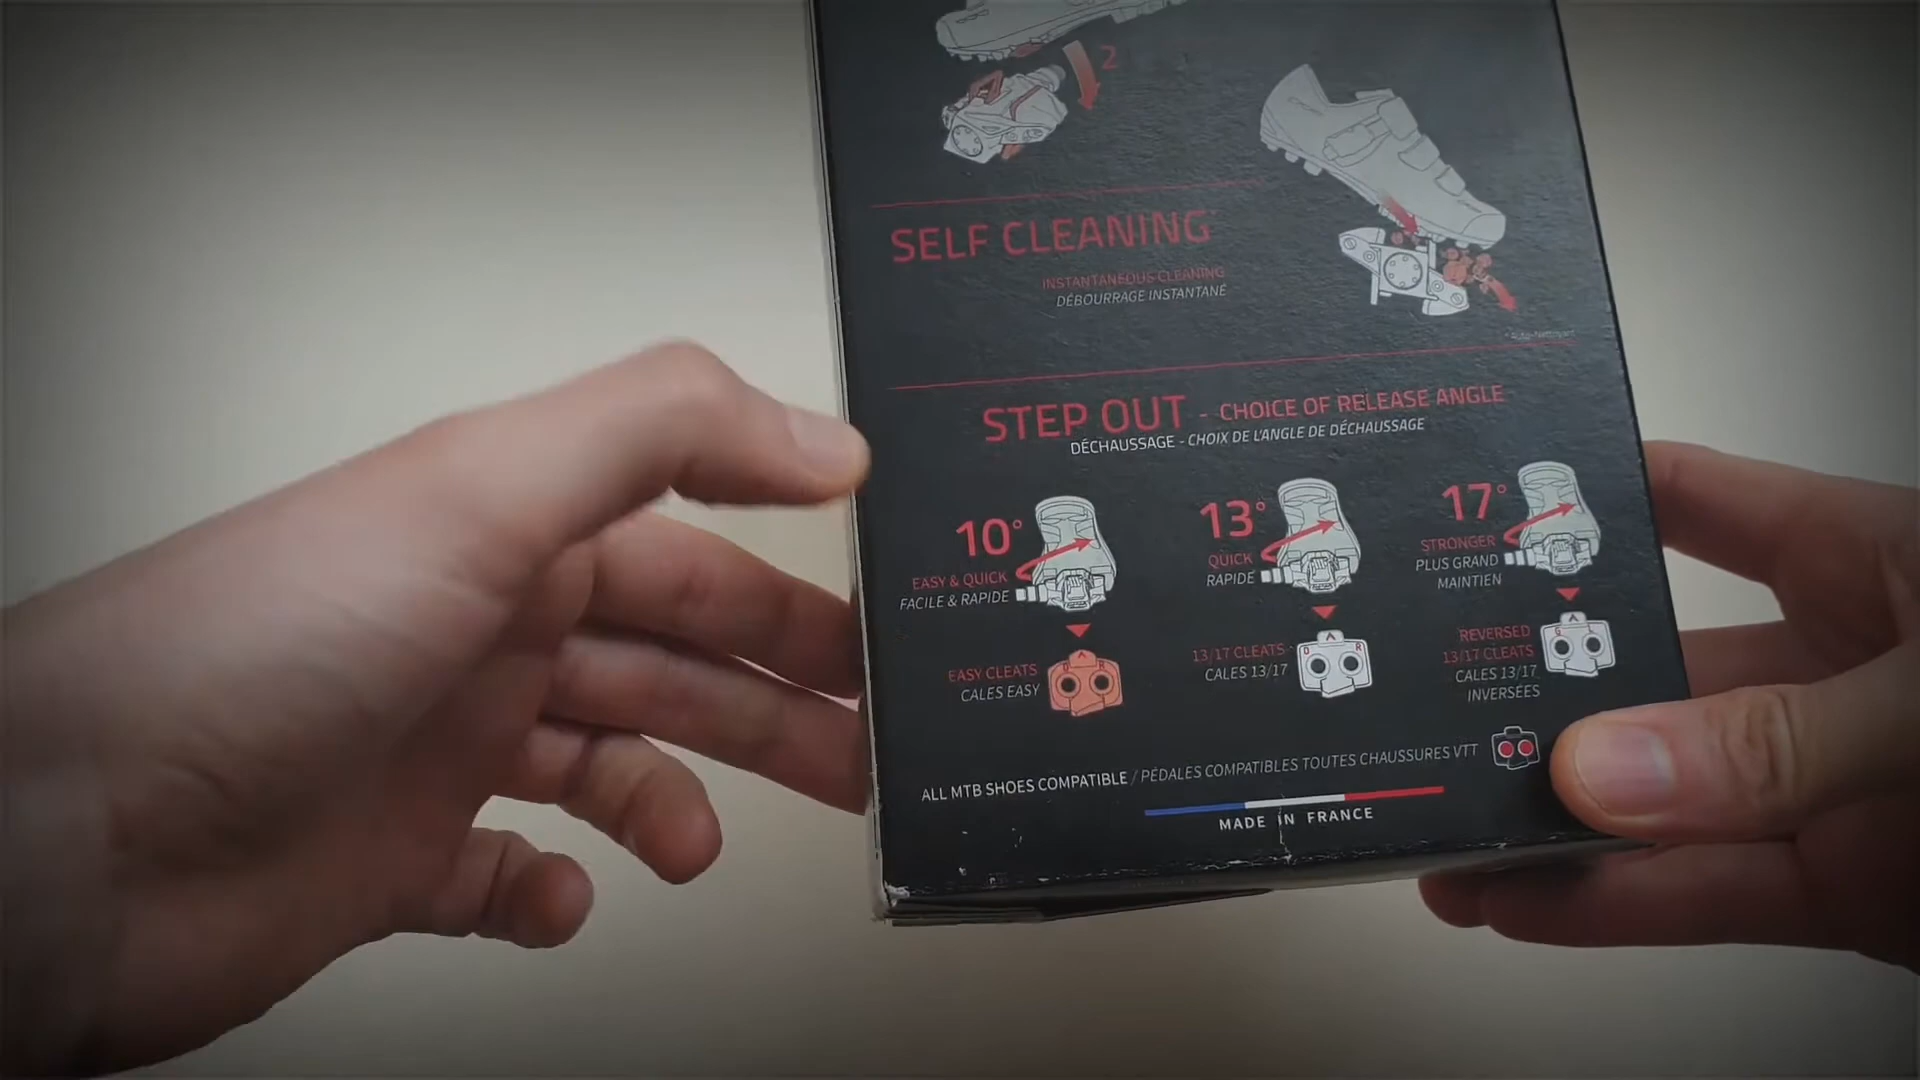 2
SELF CLEANING*
INSTANTANEOUS CLEANING
DÉBOURRAGE INSTANTANÉ
* Auto-Nettoyant
STEP OUT - CHOICE OF RELEASE ANGLE
DÉCHAUSSAGE - CHOIX DE L'ANGLE DE DÉCHAUSSAGE
10°
EASY & QUICK
FACILE & RAPIDE
EASY CLEATS
CALES EASY
13°
QUICK
RAPIDE
13/17 CLEATS
CALES 13/17
17°
STRONGER
PLUS GRAND
MAINTIEN
REVERSED
13/17 CLEATS
CALES 13/17
INVERSÉES
ALL MTB SHOES COMPATIBLE / PÉDALES COMPATIBLES TOUTES CHAUSSURES VTT
MADE IN FRANCE